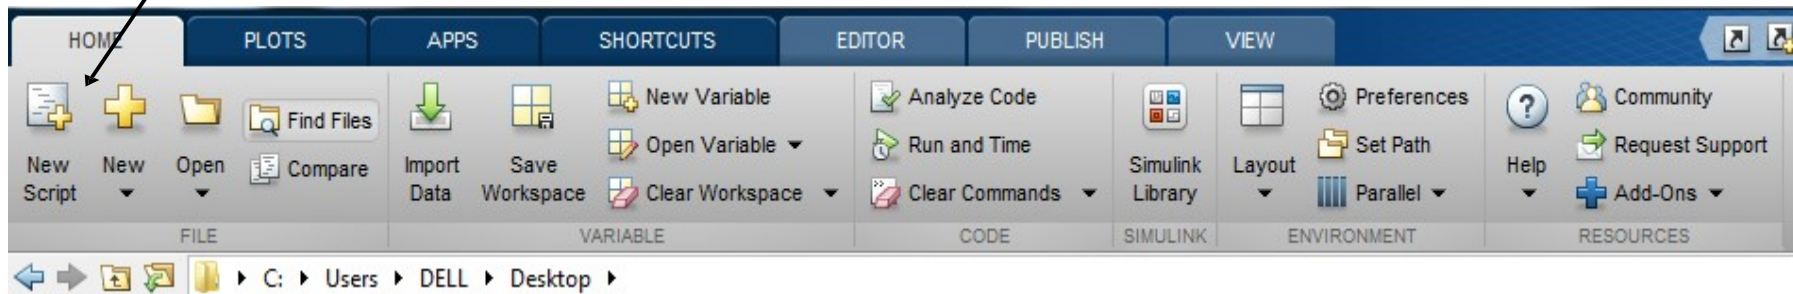 HOME PLOTS APPS SHORTCUTS EDITOR PUBLISH VIEW
New Script
New
Open
Find Files
Compare
FILE
Import Data
Save Workspace
New Variable
Open Variable
Clear Workspace
VARIABLE
Analyze Code
Run and Time
Clear Commands
CODE
Simulink Library
SIMULINK
Layout
Preferences
Set Path
Parallel
ENVIRONMENT
? Help
Community
Request Support
Add-Ons
RESOURCES
C: Users DELL Desktop